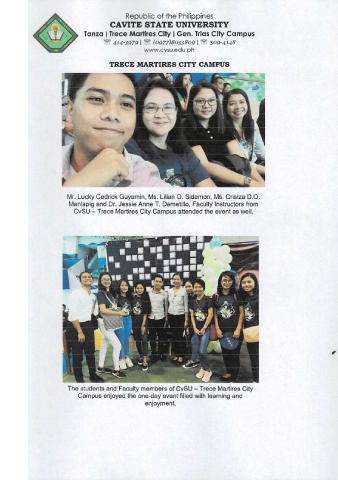 Republic of the Philippines
CAVITE STATE UNIVERSITY
Tanza | Trece Martires City | Gen. Trias City Campus
☏ 414-3979 | ☏ (0977)8033809 | ☏ 509-4148
www.cvsu.edu.ph
TRECE MARTIRES CITY CAMPUS
Mr. Lucky Cedrick Guyamin, Ms. Lilian O. Sidamon, Ms. Crisiza D.O.
Manlapig and Dr. Jessie Anne T. Demetillo, Faculty Instructors from
CvSU – Trece Martires City Campus attended the event as well.
The students and Faculty members of CvSU – Trece Martires City
Campus enjoyed the one-day event filled with learning and
enjoyment.